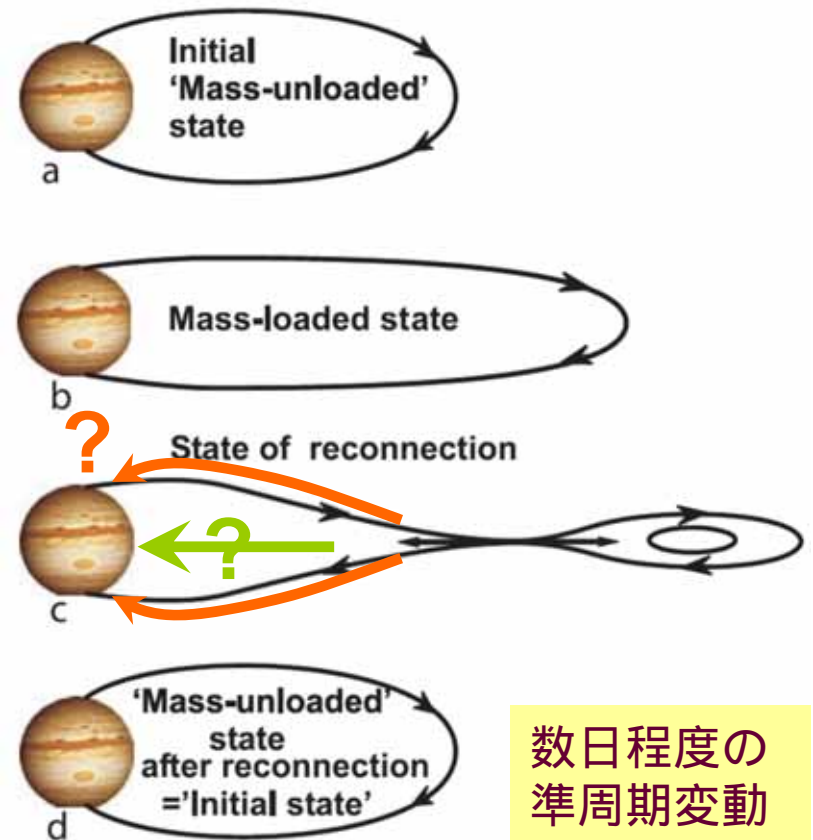 Initial
‘Mass-unloaded’
state
a
Mass-loaded state
b
?
State of reconnection
?
c
‘Mass-unloaded’
state
after reconnection
=’Initial state’
d
数日程度の
準周期変動